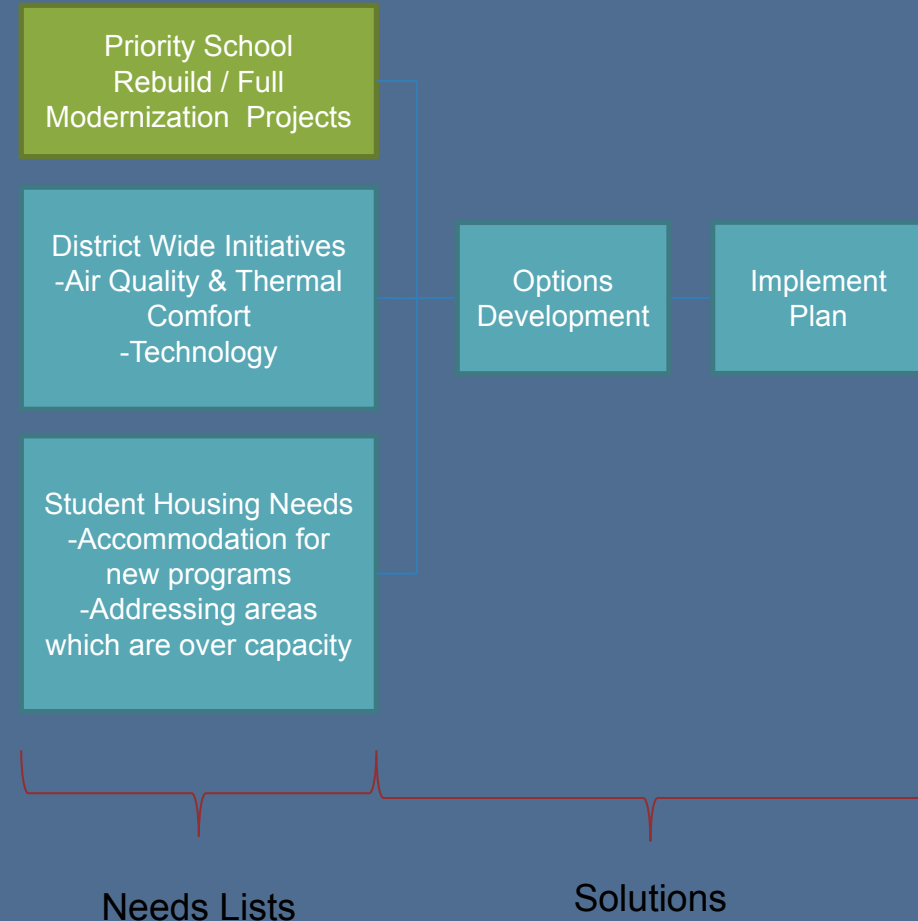 Priority School
Rebuild / Full
Modernization Projects
District Wide Initiatives
-Air Quality & Thermal
Comfort
-Technology
Student Housing Needs
-Accommodation for
new programs
-Addressing areas
which are over capacity
Options
Development
Implement
Plan
Needs Lists
Solutions